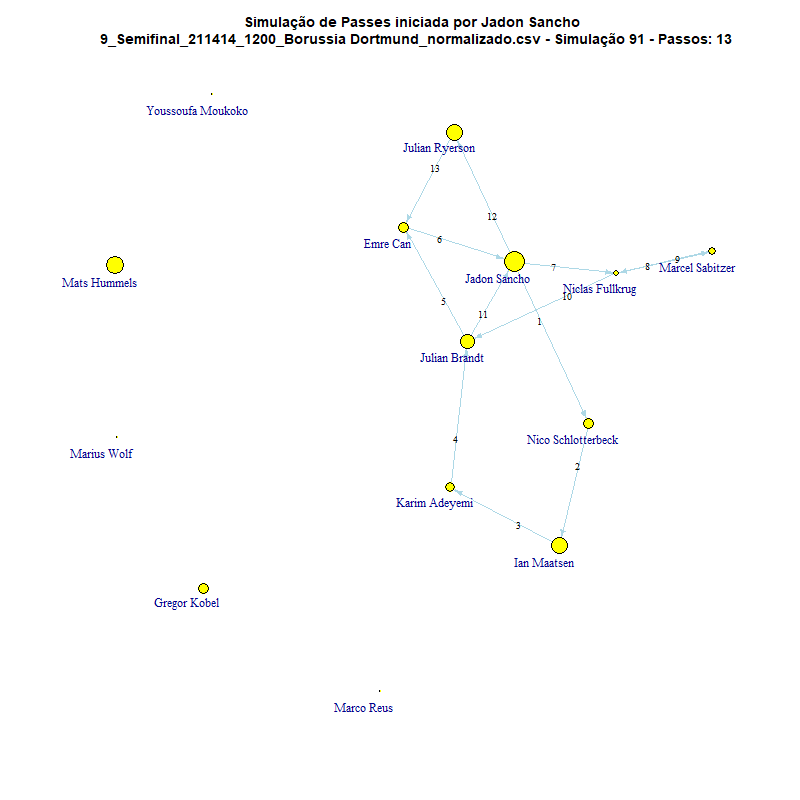 Simulação de Passes iniciada por Jadon Sancho
9_Semifinal_211414_1200_Borussia Dortmund_normalizado.csv - Simulação 91 - Passos: 13
Youssoufa Moukoko
Julian Ryerson
13
12
Emre Can
6
Mats Hummels
Jadon Sancho
7
8
9
Marcel Sabitzer
Niclas Fullkrug
10
5
11
1
Julian Brandt
4
Nico Schlotterbeck
Marius Wolf
2
Karim Adeyemi
3
Ian Maatsen
Gregor Kobel
Marco Reus